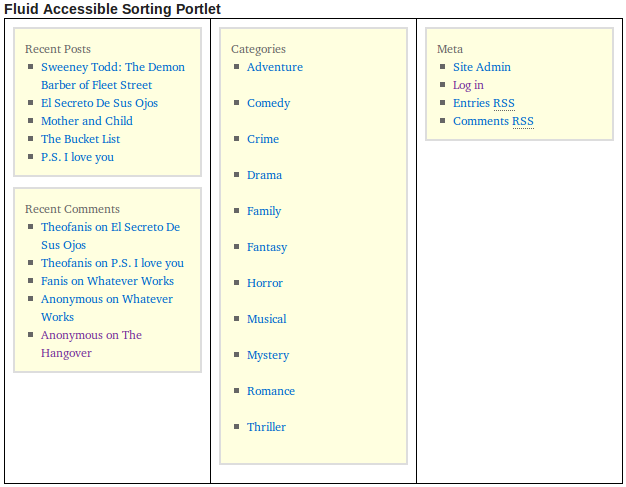 Fluid Accessible Sorting Portlet
Recent Posts
Sweeney Todd: The Demon
Barber of Fleet Street
El Secreto De Sus Ojos
Mother and Child
The Bucket List
P.S. I love you
Recent Comments
Theofanis on El Secreto De
Sus Ojos
Theofanis on P.S. I love you
Fanis on Whatever Works
Anonymous on Whatever
Works
Anonymous on The
Hangover
Categories
Adventure
Comedy
Crime
Drama
Family
Fantasy
Horror
Musical
Mystery
Romance
Thriller
Meta
Site Admin
Log in
Entries RSS
Comments RSS